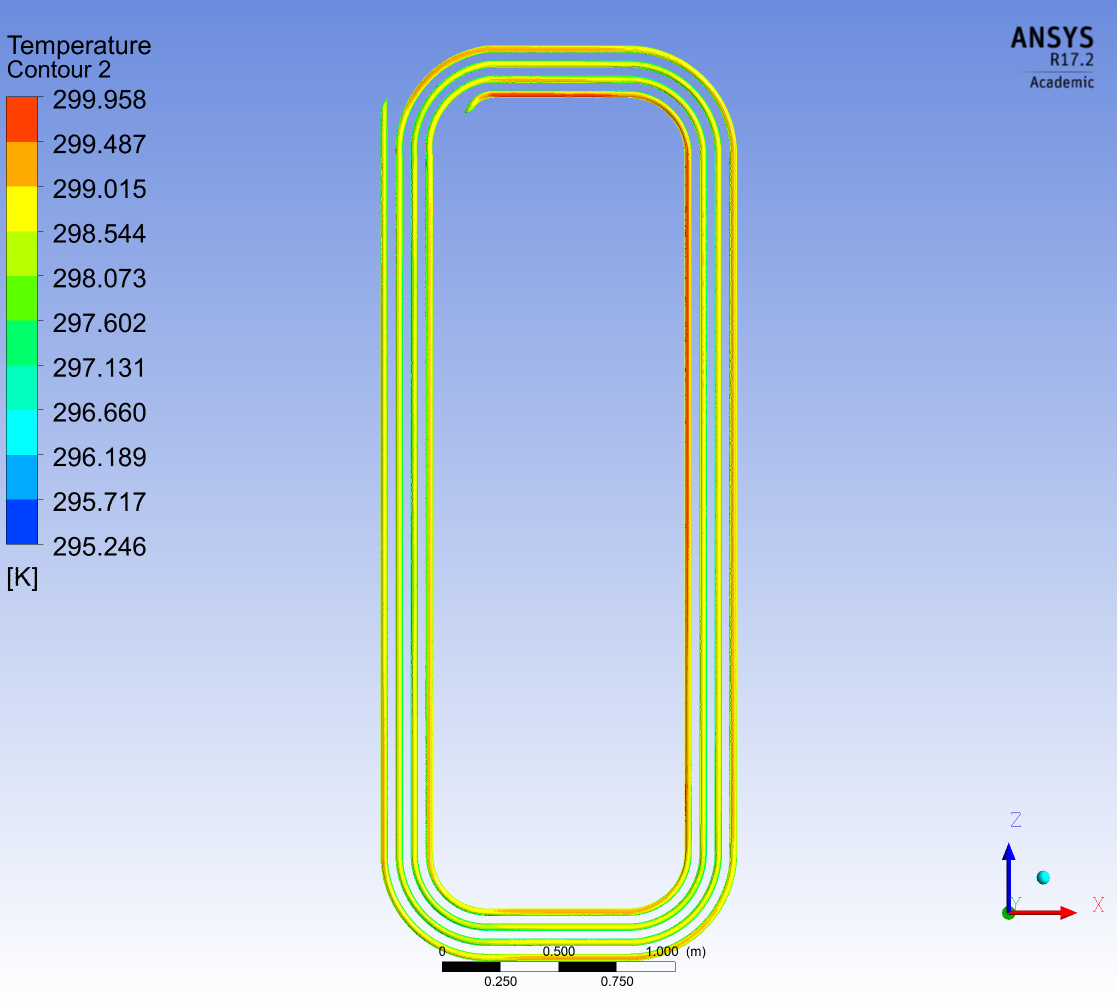 Temperature
Contour 2
299.958
299.487
299.015
298.544
298.073
297.602
297.131
296.660
296.189
295.717
295.246
[K]
ANSYS
R17.2
Academic
0 0.500 1.000 (m)
0.250 0.750
Z
Y
X